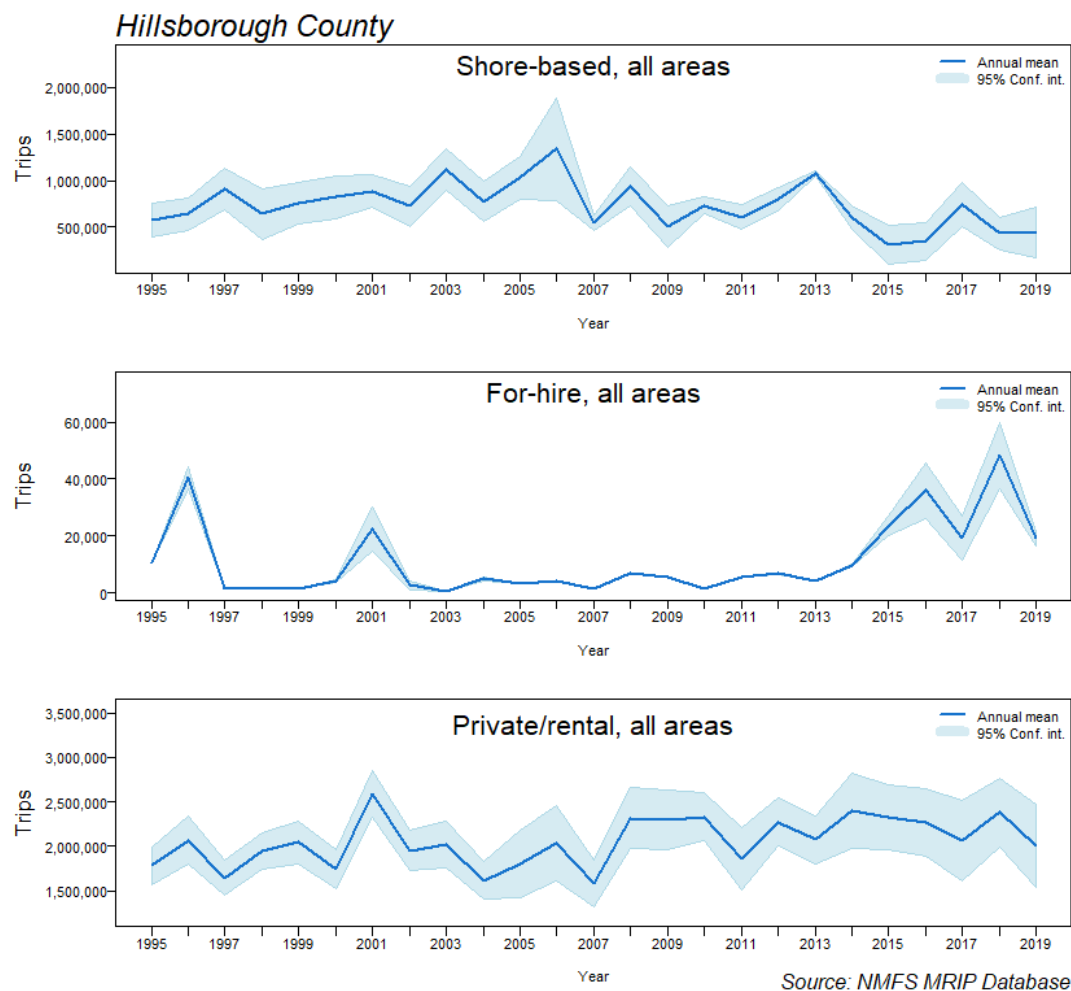 Hillsborough County
Shore-based, all areas
Annual mean
95% Conf. int.
Trips
2,000,000
1,500,000
1,000,000
500,000
1995 1997 1999 2001 2003 2005 2007 2009 2011 2013 2015 2017 2019
Year
For-hire, all areas
Annual mean
95% Conf. int.
Trips
60,000
40,000
20,000
0
1995 1997 1999 2001 2003 2005 2007 2009 2011 2013 2015 2017 2019
Year
Private/rental, all areas
Annual mean
95% Conf. int.
Trips
3,500,000
3,000,000
2,500,000
2,000,000
1,500,000
1995 1997 1999 2001 2003 2005 2007 2009 2011 2013 2015 2017 2019
Year
Source: NMFS MRIP Database